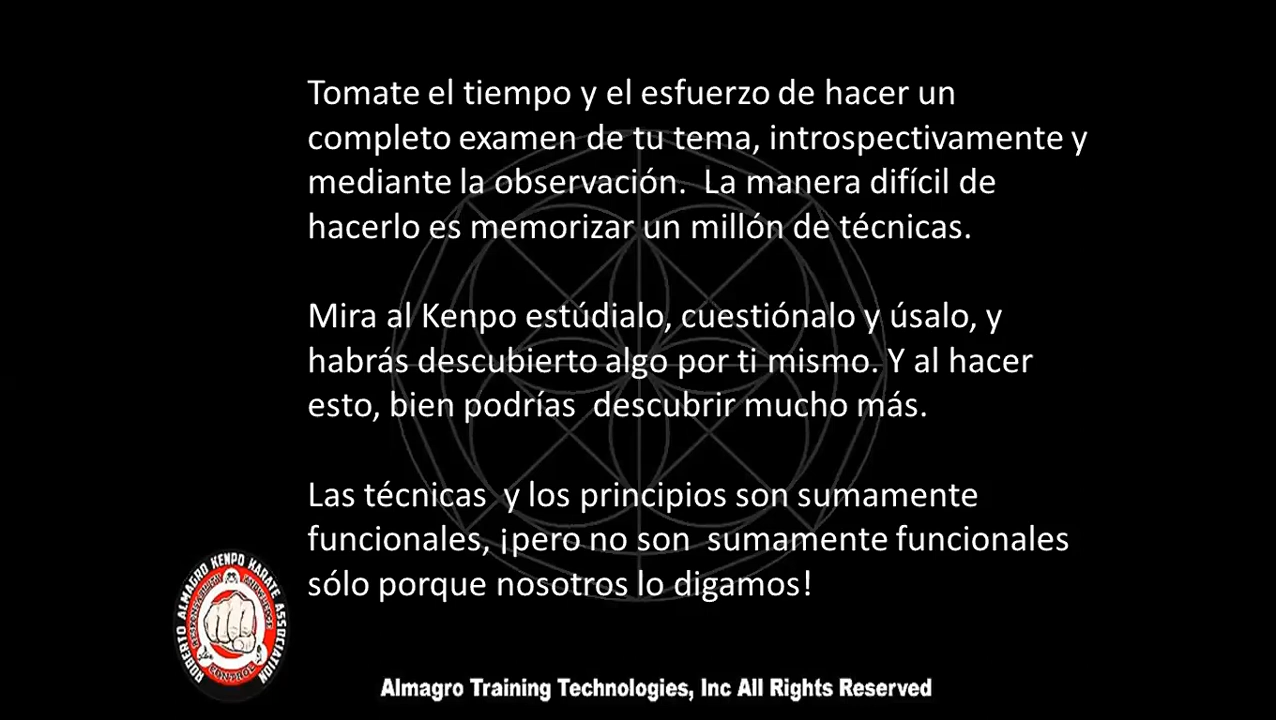 Tomate el tiempo y el esfuerzo de hacer un
completo examen de tu tema, introspectivamente y
mediante la observación.  La manera difícil de
hacerlo es memorizar un millón de técnicas.
Mira al Kenpo estúdialo, cuestiónalo y úsalo, y
habrás descubierto algo por ti mismo. Y al hacer
esto, bien podrías  descubrir mucho más.
Las técnicas  y los principios son sumamente
funcionales, ¡pero no son  sumamente funcionales
sólo porque nosotros lo digamos!
ROBERTO ALMAGRO KENPO KARATE ASSOCIATION
CONTROL
Almagro Training Technologies, Inc All Rights Reserved